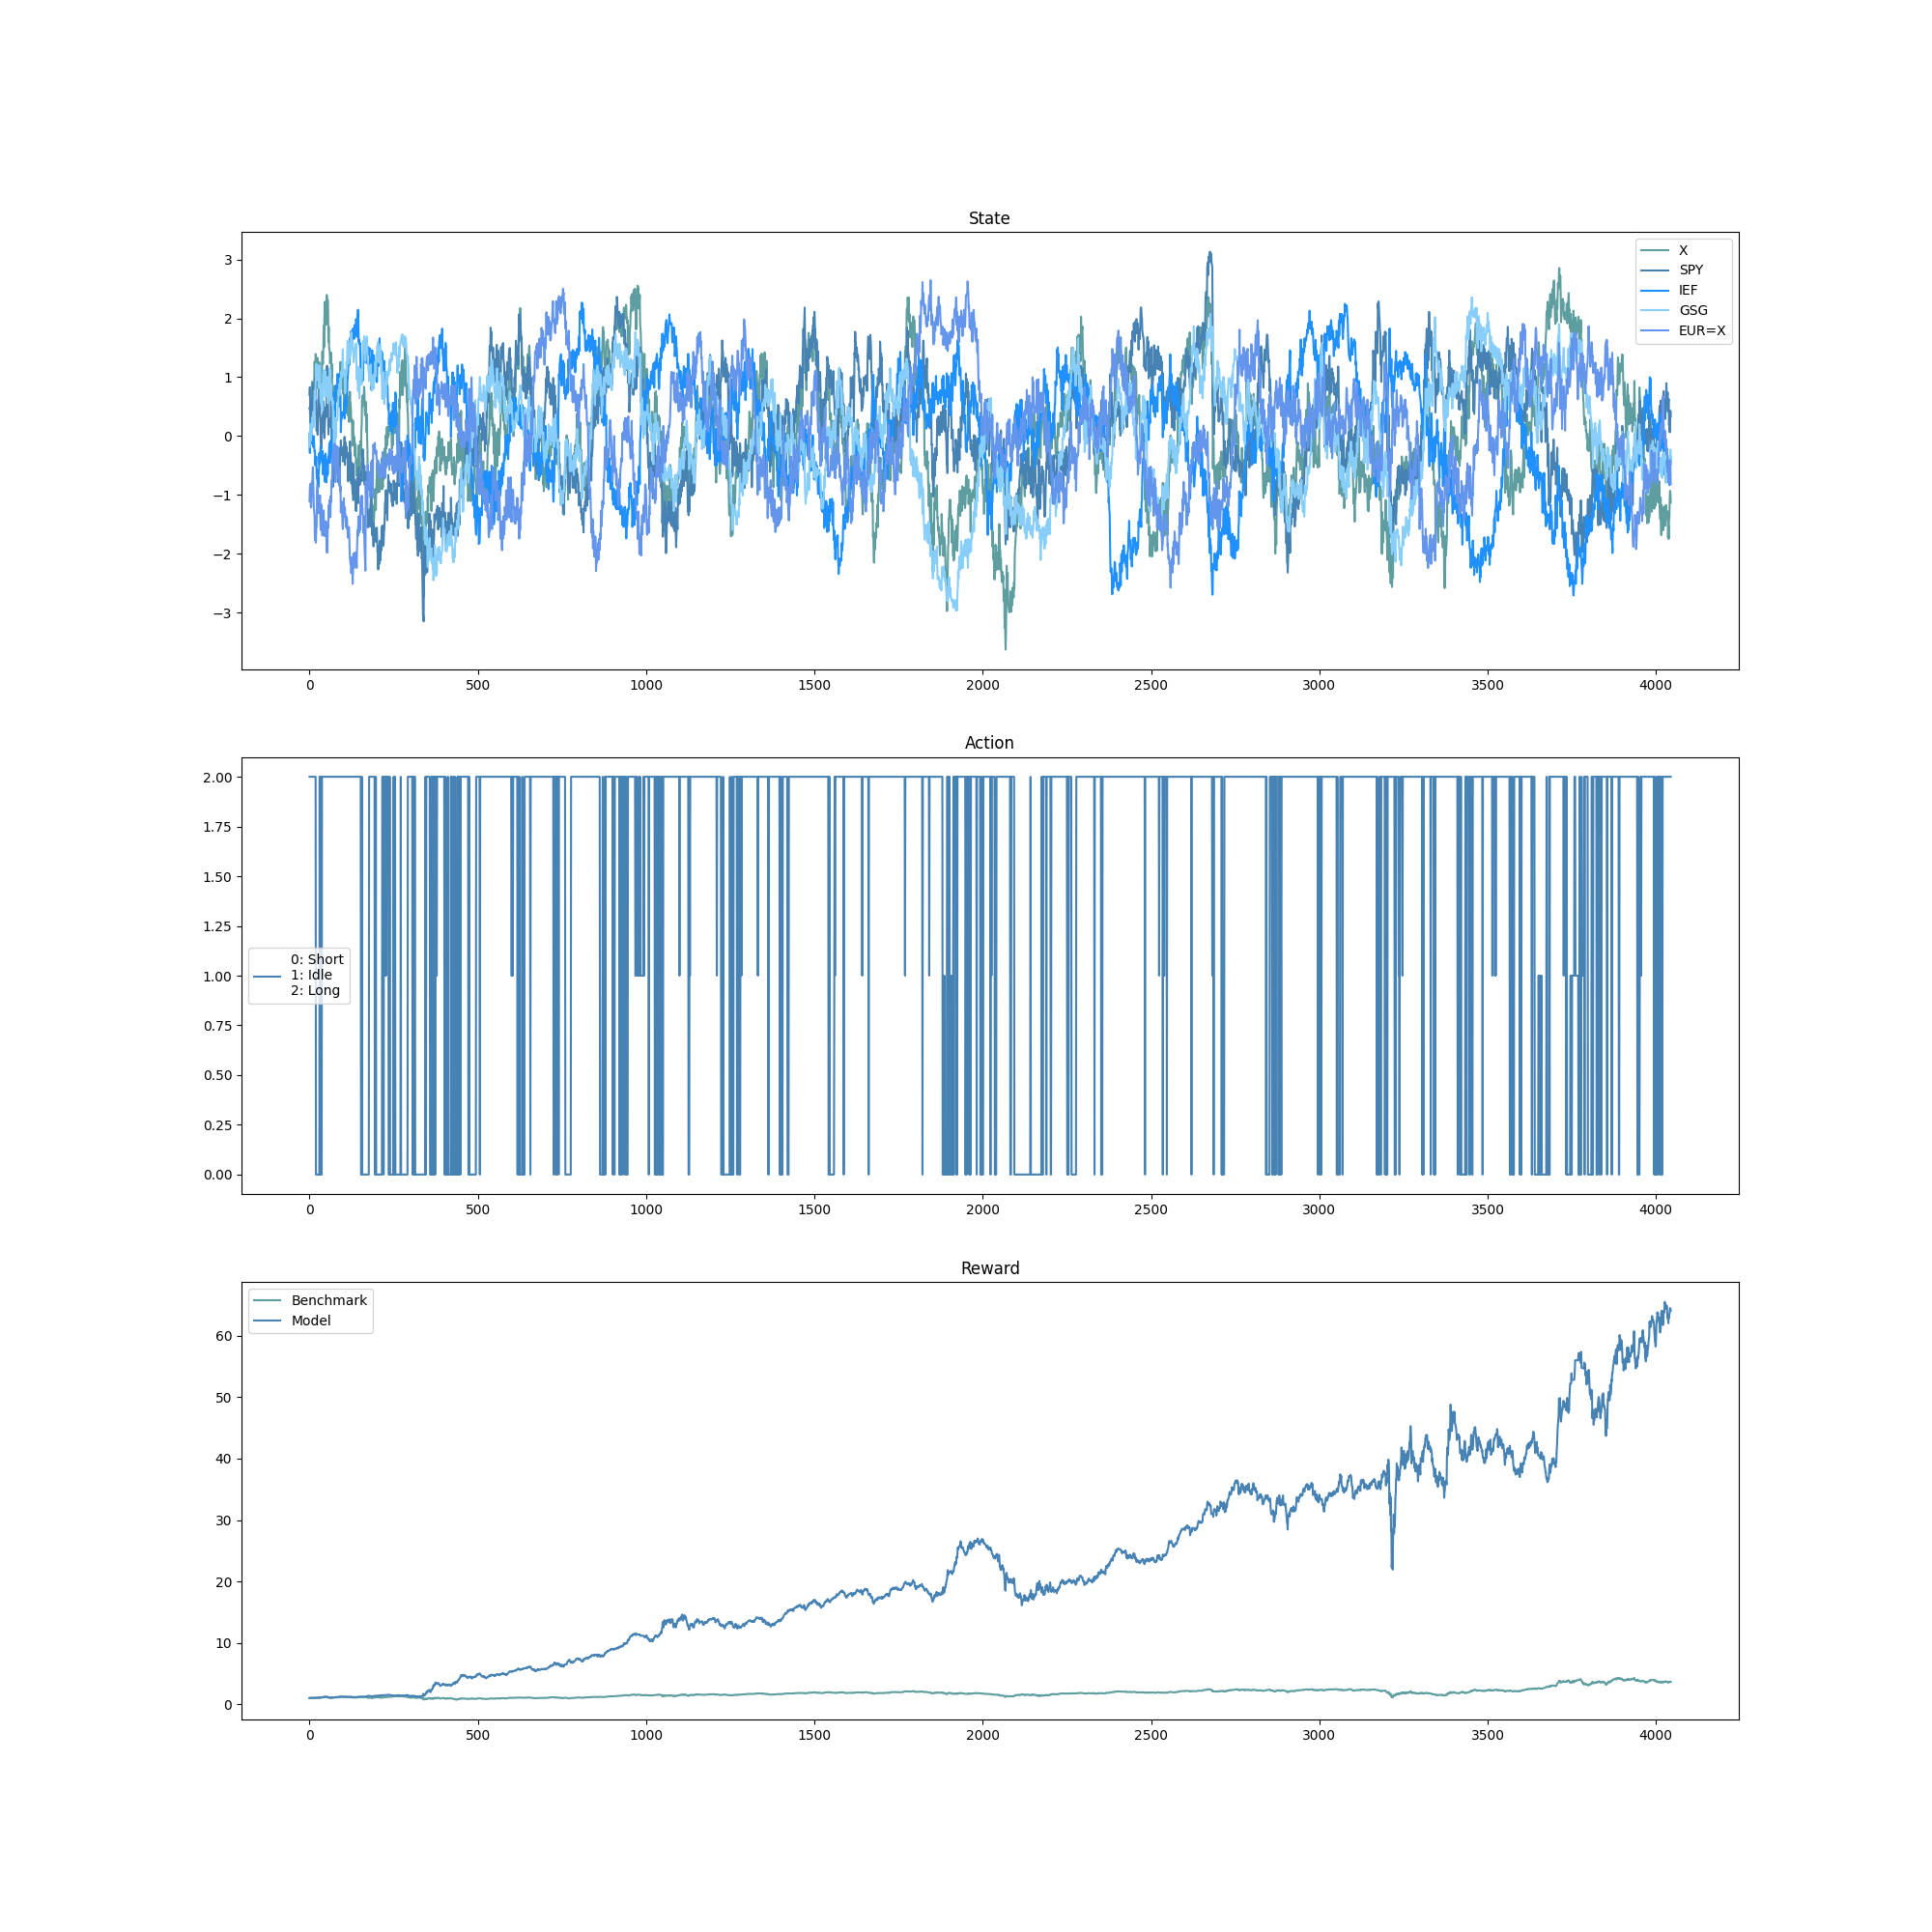 State
3
2
1
0
−1
−2
−3
X
SPY
IEF
GSG
EUR=X
0 500 1000 1500 2000 2500 3000 3500 4000
Action
2.00
1.75
1.50
1.25
1.00
0.75
0.50
0.25
0.00
0: Short
1: Idle
2: Long
0 500 1000 1500 2000 2500 3000 3500 4000
Reward
Benchmark
Model
60
50
40
30
20
10
0
0 500 1000 1500 2000 2500 3000 3500 4000